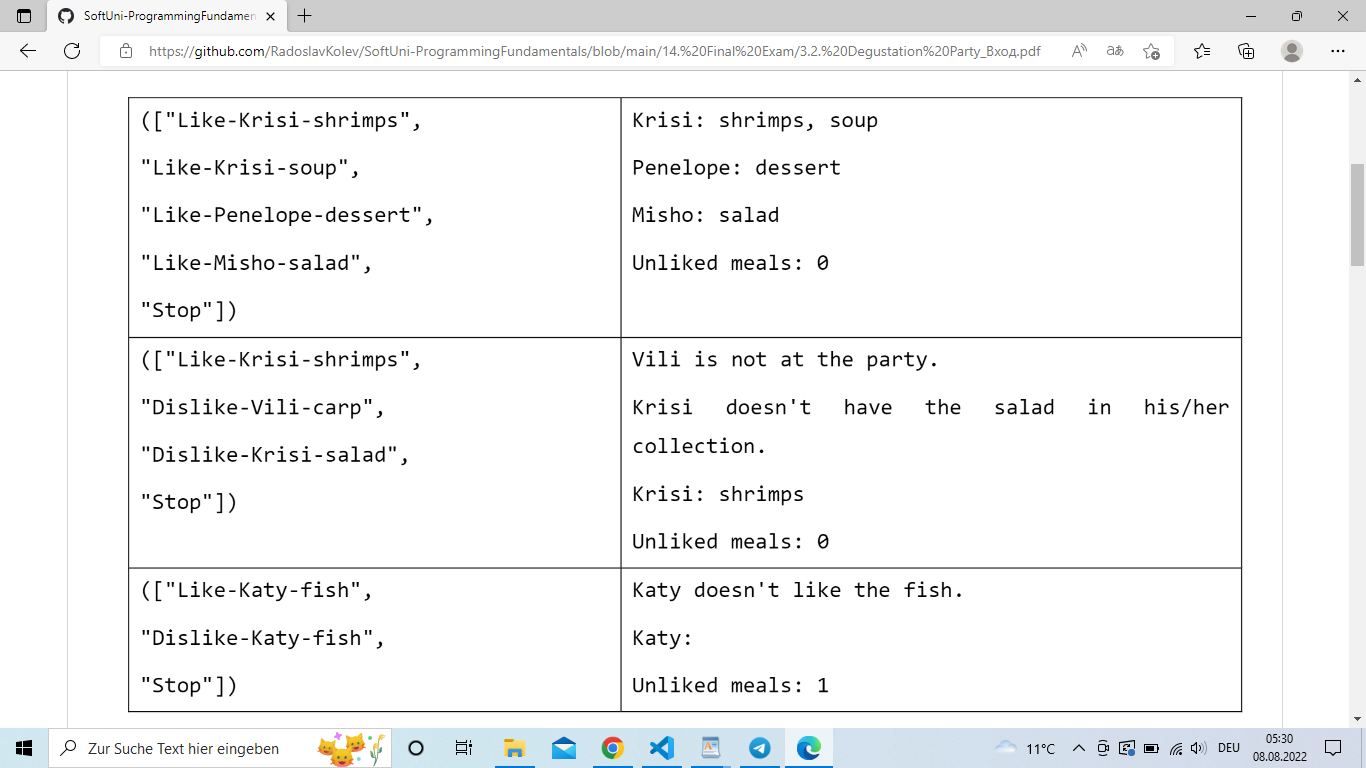 SoftUni-ProgrammingFundamen
https://github.com/RadoslavKolev/SoftUni-ProgrammingFundamentals/blob/main/14.%20Final%20Exam/3.2.%20Degustation%20Party_Вход.pdf
(["Like-Krisi-shrimps",
"Like-Krisi-soup",
"Like-Penelope-dessert",
"Like-Misho-salad",
"Stop"])
Krisi: shrimps, soup
Penelope: dessert
Misho: salad
Unliked meals: 0
(["Like-Krisi-shrimps",
"Dislike-Vili-carp",
"Dislike-Krisi-salad",
"Stop"])
Vili is not at the party.
Krisi doesn't have the salad in his/her
collection.
Krisi: shrimps
Unliked meals: 0
(["Like-Katy-fish",
"Dislike-Katy-fish",
"Stop"])
Katy doesn't like the fish.
Katy:
Unliked meals: 1
Zur Suche Text hier eingeben
11°C
DEU
05:30
08.08.2022